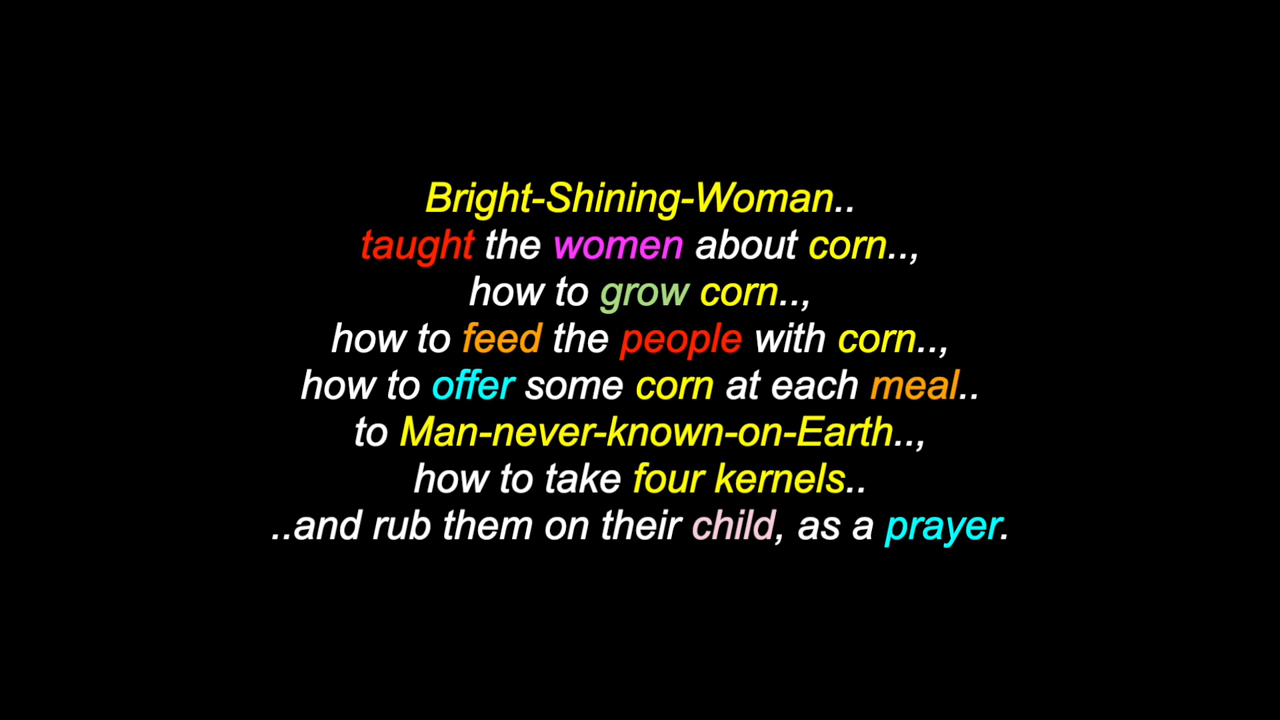 Bright-Shining-Woman..
taught the women about corn..,
how to grow corn..,
how to feed the people with corn..,
how to offer some corn at each meal..
to Man-never-known-on-Earth..,
how to take four kernels..
..and rub them on their child, as a prayer.